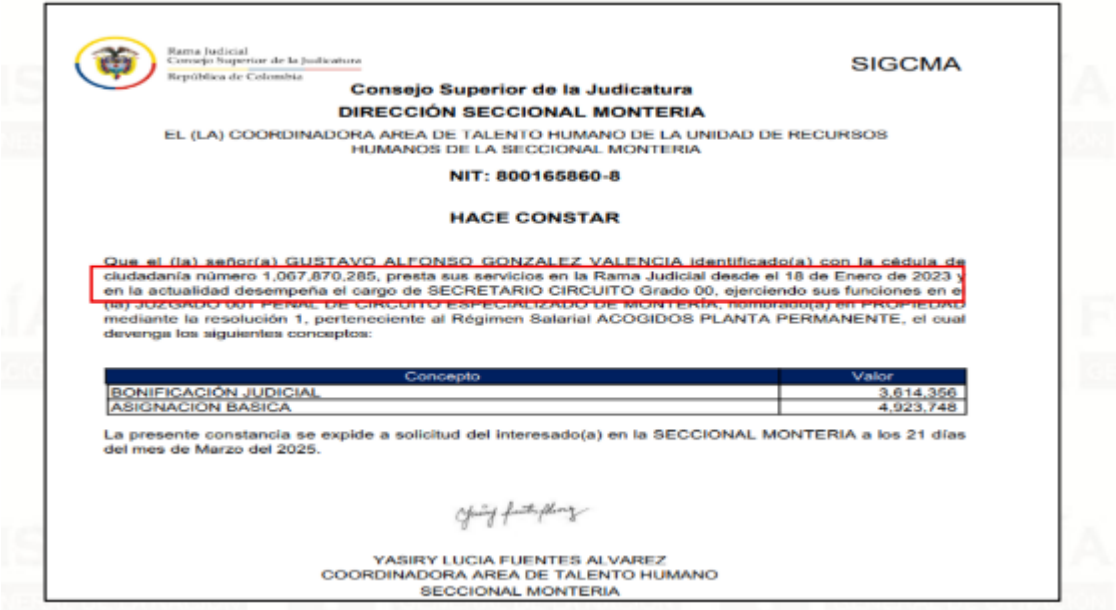 Rama Judicial
Consejo Superior de la Judicatura
República de Colombia
SIGCMA
Consejo Superior de la Judicatura
DIRECCIÓN SECCIONAL MONTERIA
EL (LA) COORDINADORA AREA DE TALENTO HUMANO DE LA UNIDAD DE RECURSOS
HUMANOS DE LA SECCIONAL MONTERIA
NIT: 800165860-8
HACE CONSTAR
Que el (la) señor(a) GUSTAVO ALFONSO GONZALEZ VALENCIA identificado(a) con la cédula de
ciudadanía número 1,067,870,285, presta sus servicios en la Rama Judicial desde el 18 de Enero de 2023 y
en la actualidad desempeña el cargo de SECRETARIO CIRCUITO Grado 00, ejerciendo sus funciones en el
(la) JUZGADO 001 PENAL DE CIRCUITO ESPECIALIZADO DE MONTERÍA, nombrado(a) en PROPIEDAD
mediante la resolución 1, perteneciente al Régimen Salarial ACOGIDOS PLANTA PERMANENTE, el cual
devenga los siguientes conceptos:
Concepto Valor
BONIFICACIÓN JUDICIAL 3,614,356
ASIGNACION BASICA 4,923,748
La presente constancia se expide a solicitud del interesado(a) en la SECCIONAL MONTERIA a los 21 días
del mes de Marzo del 2025.
YASIRY LUCIA FUENTES ALVAREZ
COORDINADORA AREA DE TALENTO HUMANO
SECCIONAL MONTERIA